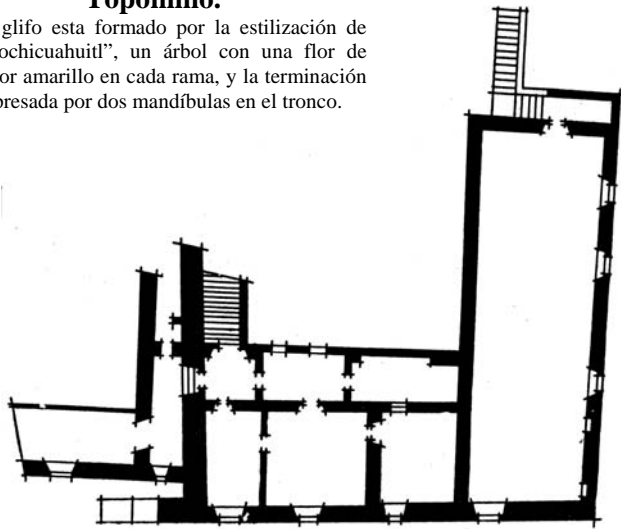 Topónimo.
glifo esta formado por la estilización de
ochicuahuitl”, un árbol con una flor de
or amarillo en cada rama, y la terminación
presada por dos mandíbulas en el tronco.